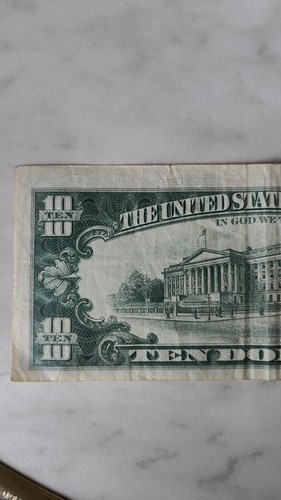 10
TEN
THE UNITED STAT
IN GOD WE
10
TEN
TEN DO